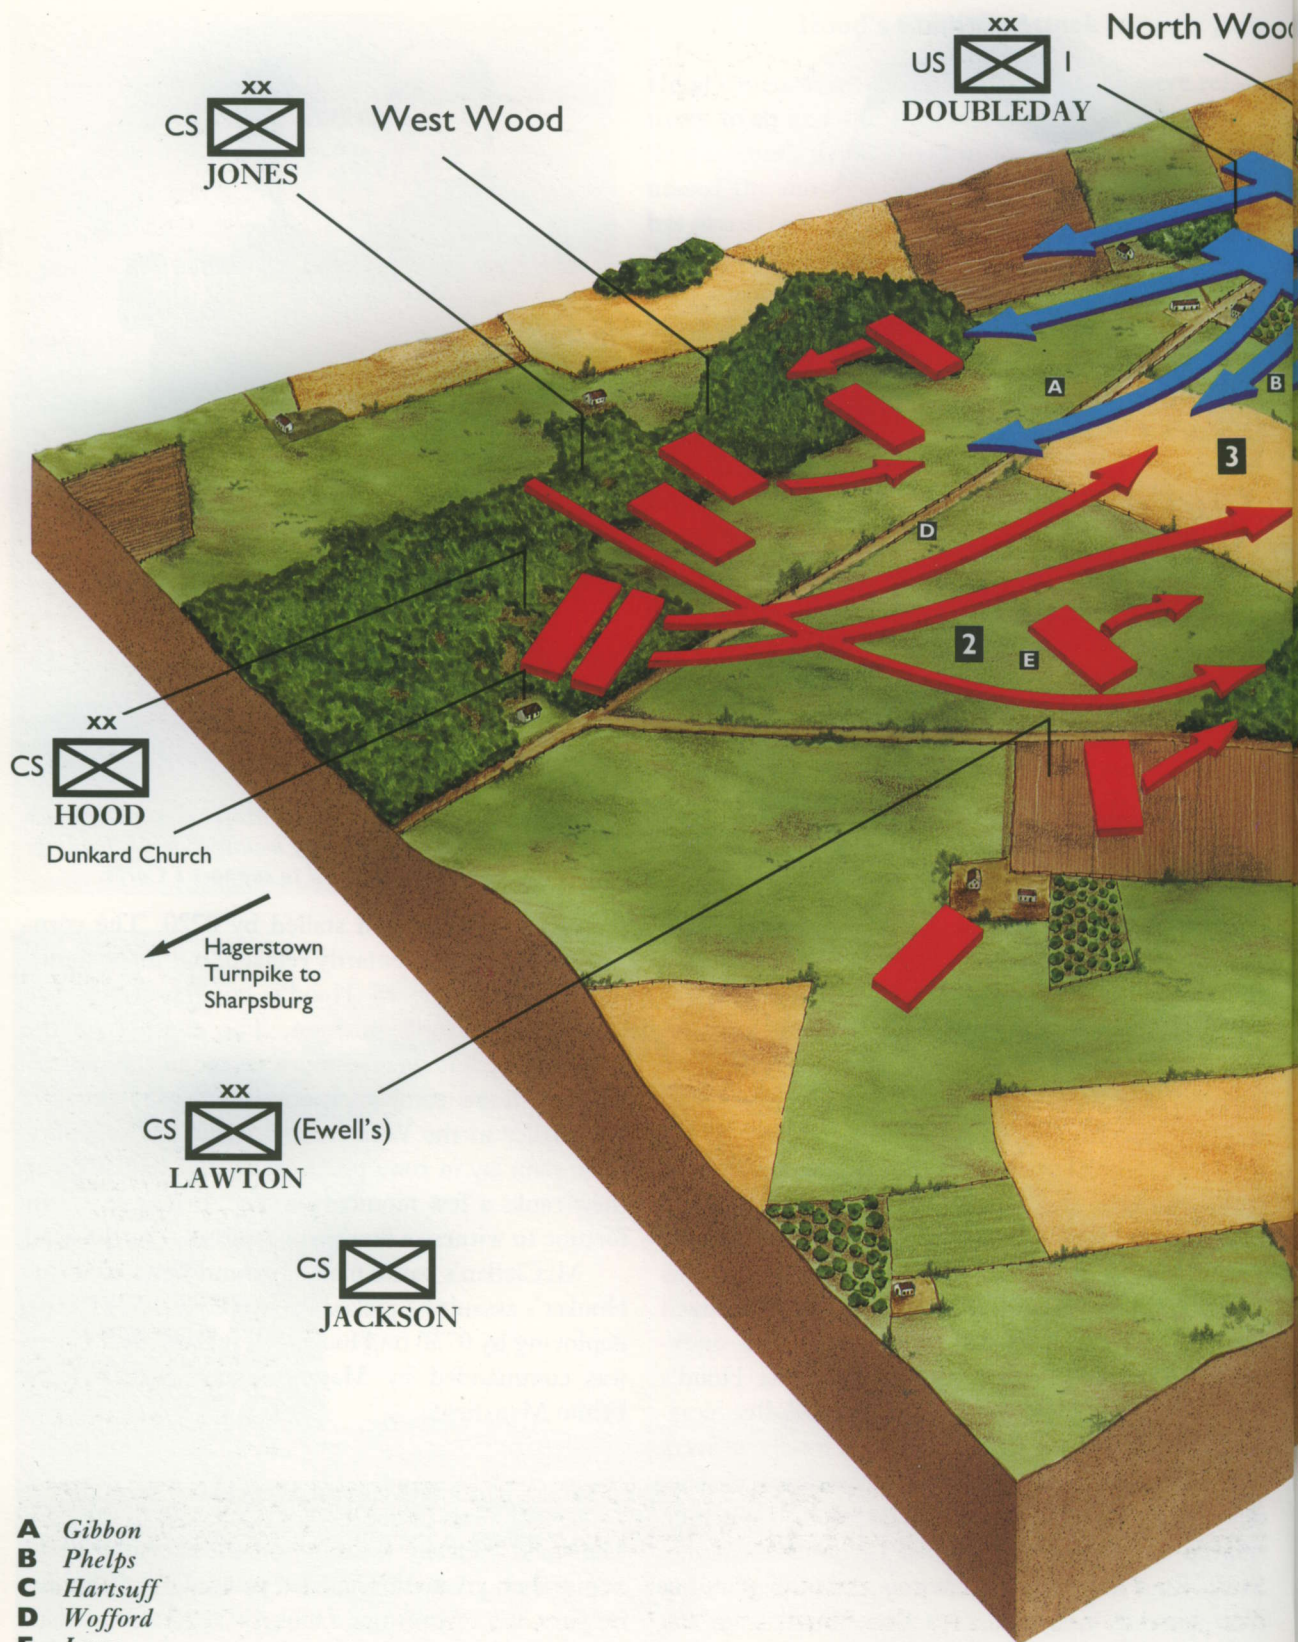 xx
US I
DOUBLEDAY
North Woo
xx
CS
JONES
West Wood
A
B
3
D
2
E
xx
CS
HOOD
Dunkard Church
Hagerstown
Turnpike to
Sharpsburg
xx
CS (Ewell's)
LAWTON
CS
JACKSON
A Gibbon
B Phelps
C Hartsuff
D Wofford